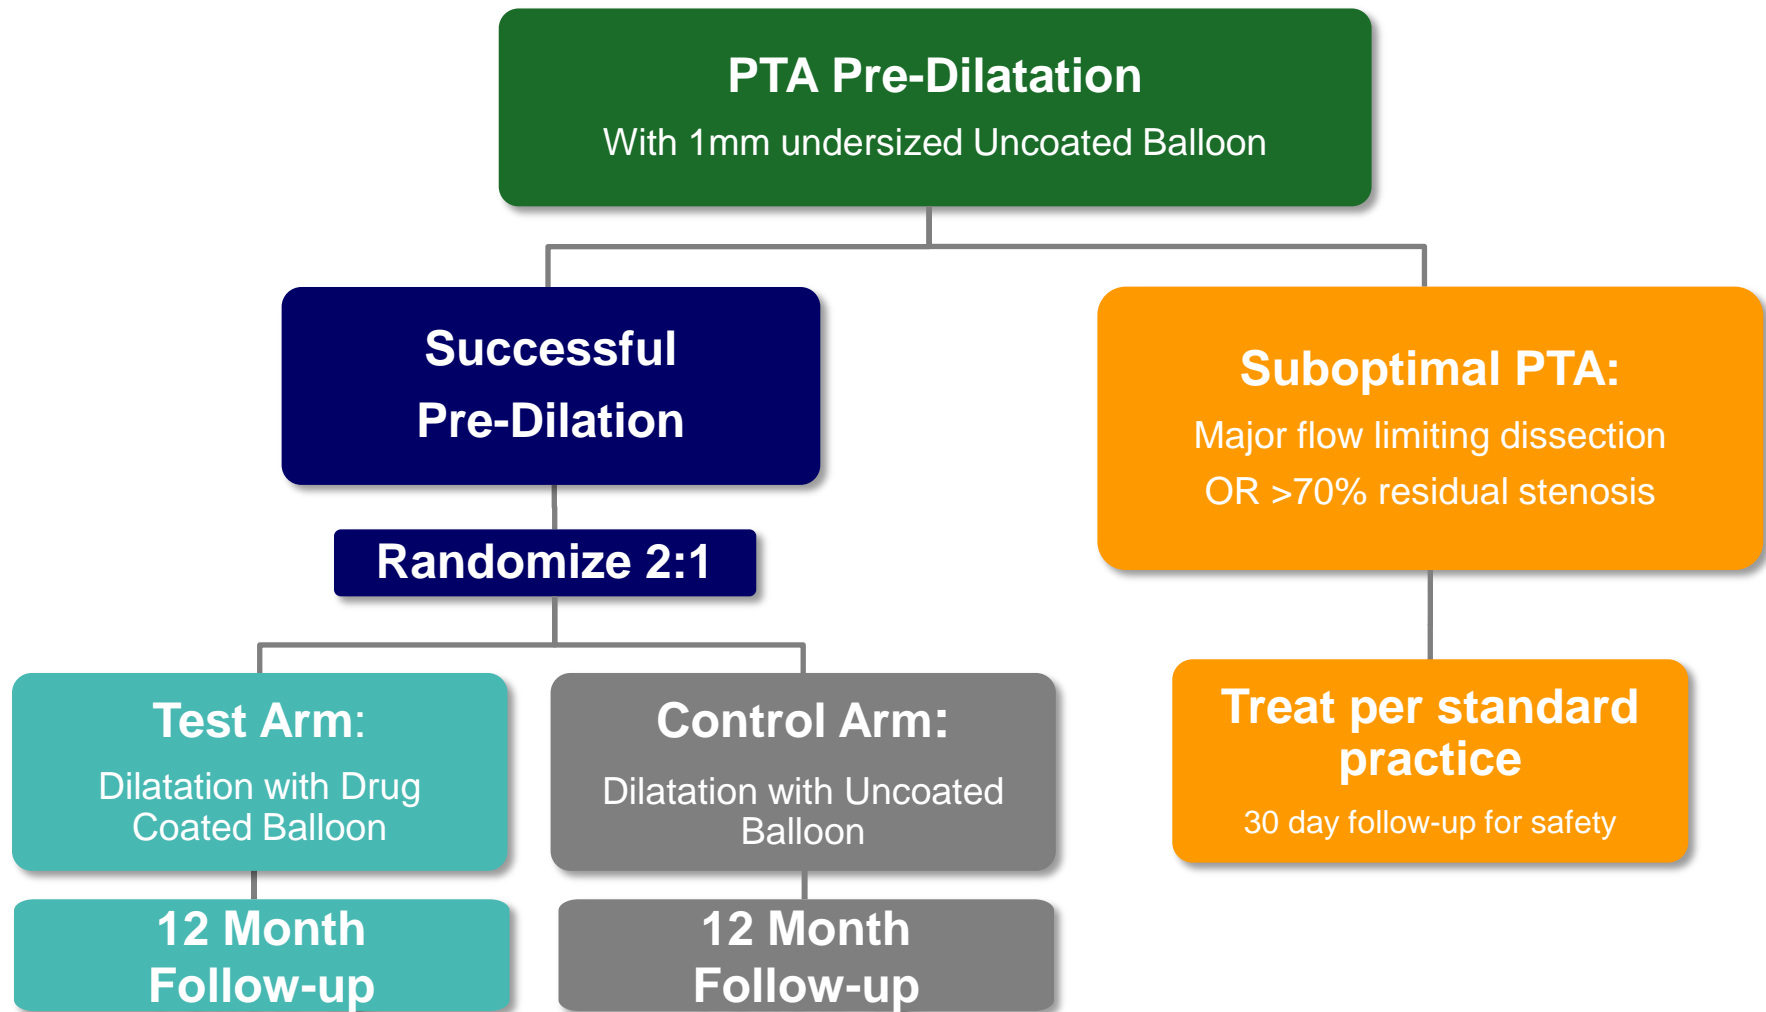 PTA Pre-Dilatation
With 1mm undersized Uncoated Balloon
Successful
Pre-Dilation
Suboptimal PTA:
Major flow limiting dissection
OR >70% residual stenosis
Randomize 2:1
Test Arm:
Dilatation with Drug
Coated Balloon
Control Arm:
Dilatation with Uncoated
Balloon
Treat per standard
practice
30 day follow-up for safety
12 Month
Follow-up
12 Month
Follow-up